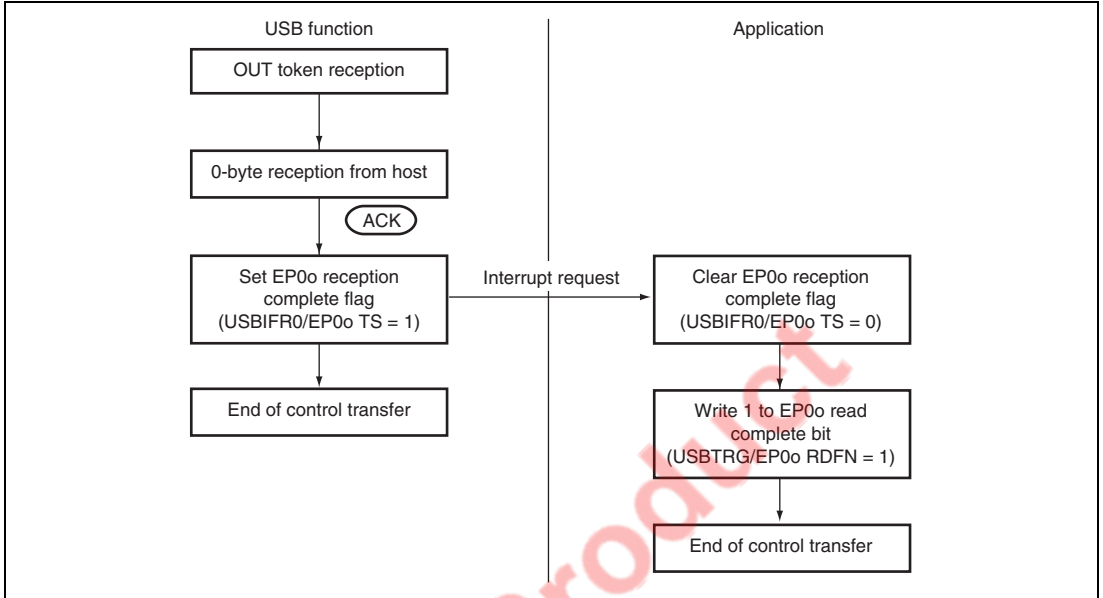 USB function
Application
OUT token reception
0-byte reception from host
ACK
Set EP0o reception
complete flag
(USBIFR0/EP0o TS = 1)
Interrupt request
Clear EP0o reception
complete flag
(USBIFR0/EP0o TS = 0)
End of control transfer
Write 1 to EP0o read
complete bit
(USBTRG/EP0o RDFN = 1)
End of control transfer
roduct